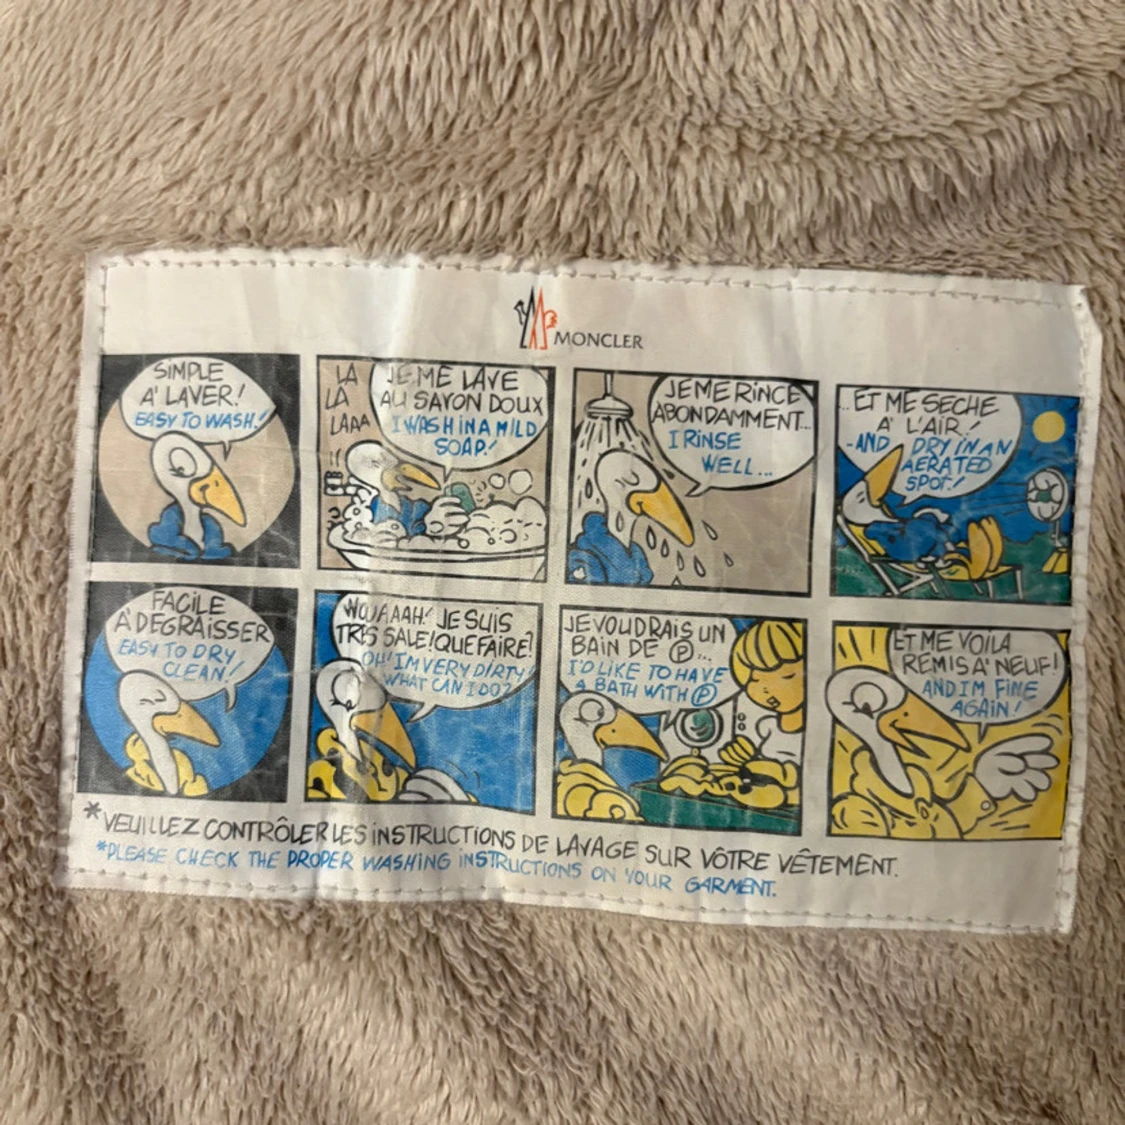 MONCLER
SIMPLE
A' LAVER!
EASY TO WASH!
LA
LA
LAAA
JE ME LAVE
AU SAVON DOUX
I WASH IN A MILD
SOAP!
JE ME RINCE
ABONDAMMENT...
I RINSE
WELL...
...ET ME SECHE
A' L'AIR!
-AND DRY IN AN
AERATED
SPOT!
FACILE
À DEGRAISSER
EASY TO DRY
CLEAN!
WOUAAAH! JE SUIS
TRES SALE! QUE FAIRE?
OH! I'M VERY DIRTY!
WHAT CAN I DO?
JE VOUDRAIS UN
BAIN DE Ⓟ...
I'D LIKE TO HAVE
A BATH WITH Ⓟ
ET ME VOILA
REMIS A' NEUF!
AND I'M FINE
AGAIN!
*VEUILLEZ CONTRÔLER LES INSTRUCTIONS DE LAVAGE SUR VÔTRE VÊTEMENT.
*PLEASE CHECK THE PROPER WASHING INSTRUCTIONS ON YOUR GARMENT.